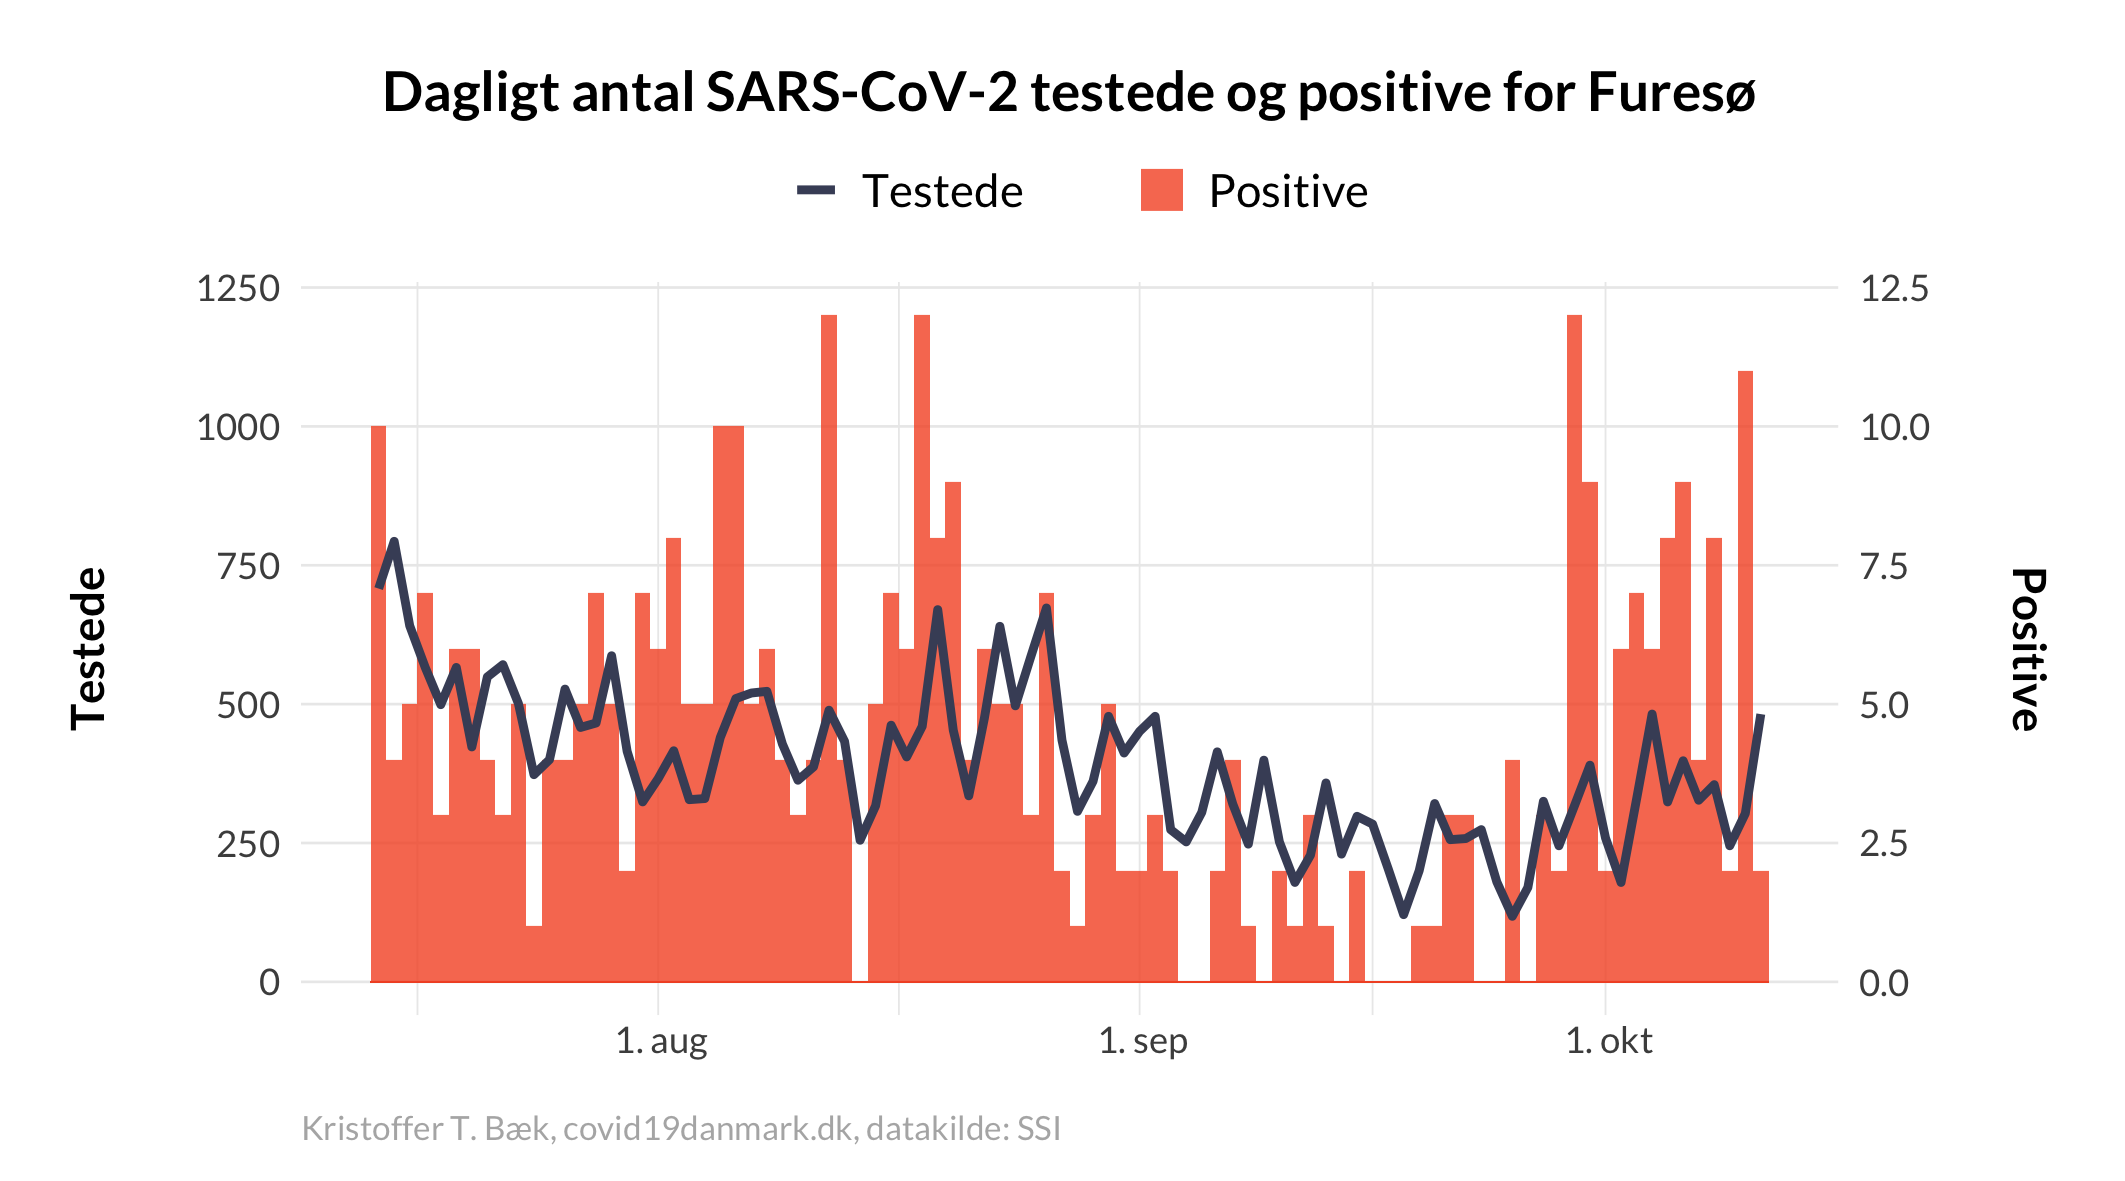 Dagligt antal SARS-CoV-2 testede og positive for Furesø
Testede
Positive
1250
1000
750
500
250
0
Testede
12.5
10.0
7.5
5.0
2.5
0.0
Positive
1. aug
1. sep
1. okt
Kristoffer T. Bæk, covid19danmark.dk, datakilde: SSI